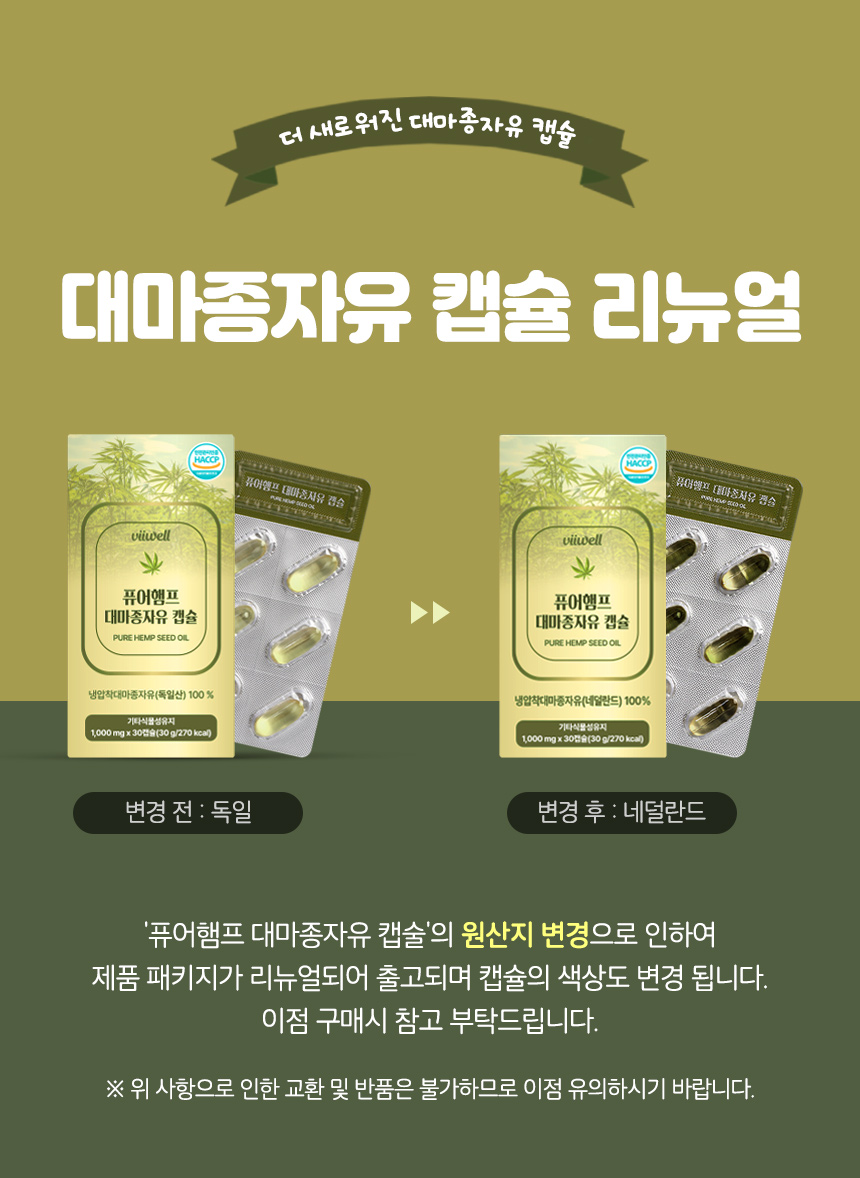 더 새로워진 대마종자유 캡슐
대마종자유 캡슐 리뉴얼
HACCP
viiwell
퓨어햄프
대마종자유 캡슐
PURE HEMP SEED OIL
냉압착대마종자유(독일산) 100 %
기타식물성유지
1,000 mg x 30캡슐(30 g/270 kcal)
퓨어햄프 대마종자유 캡슐
PURE HEMP SEED OIL
HACCP
viiwell
퓨어햄프
대마종자유 캡슐
PURE HEMP SEED OIL
냉압착대마종자유(네덜란드) 100%
기타식물성유지
1,000 mg x 30캡슐(30 g/270 kcal)
퓨어햄프 대마종자유 캡슐
PURE HEMP SEED OIL
변경 전 : 독일
변경 후 : 네덜란드
'퓨어햄프 대마종자유 캡술'의 원산지 변경으로 인하여
제품 패키지가 리뉴얼되어 출고되며 캡슐의 색상도 변경 됩니다.
이점 구매시 참고 부탁드립니다.
※ 위 사항으로 인한 교환 및 반품은 불가하므로 이점 유의하시기 바랍니다.